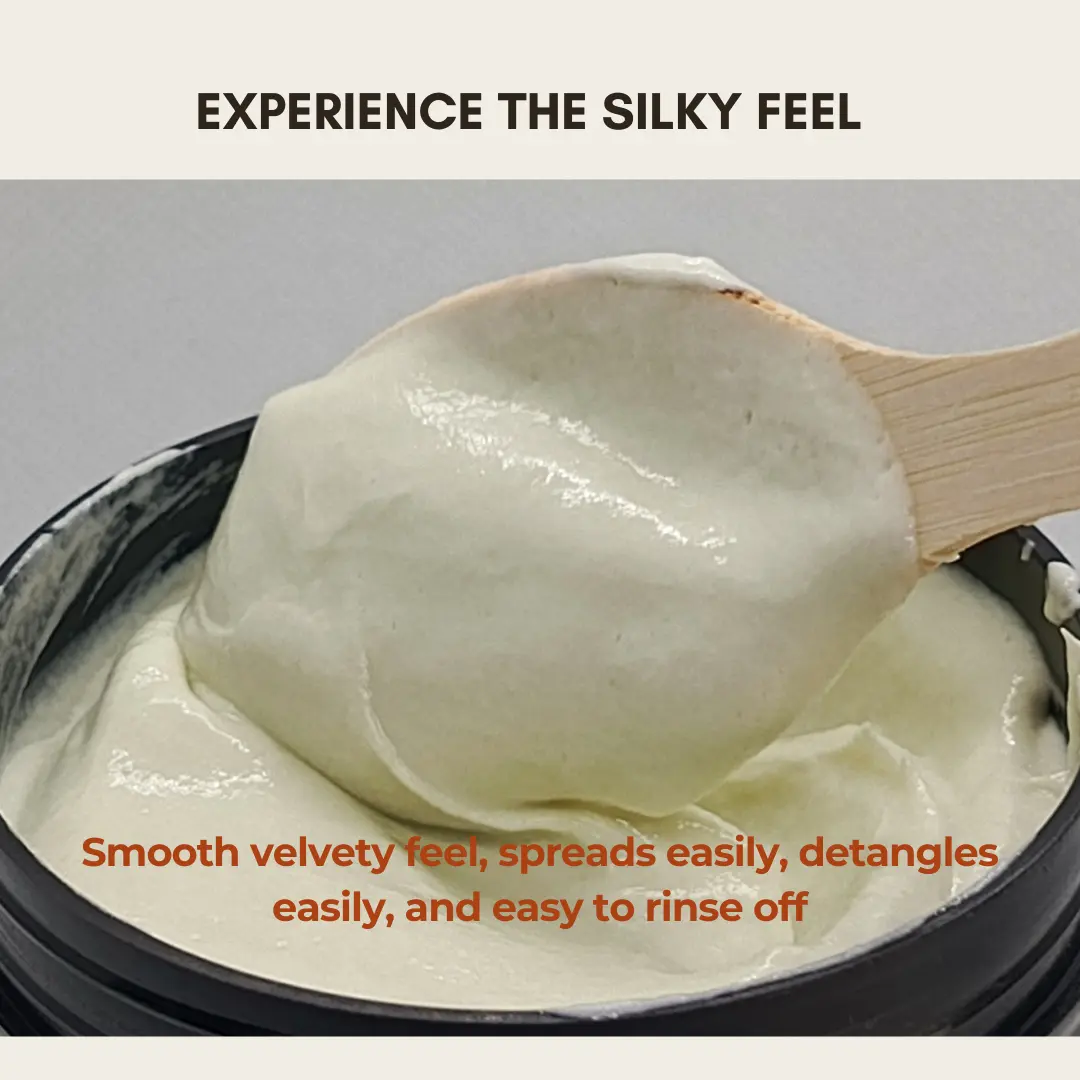 EXPERIENCE THE SILKY FEEL
Smooth velvety feel, spreads easily, detangles
easily, and easy to rinse off